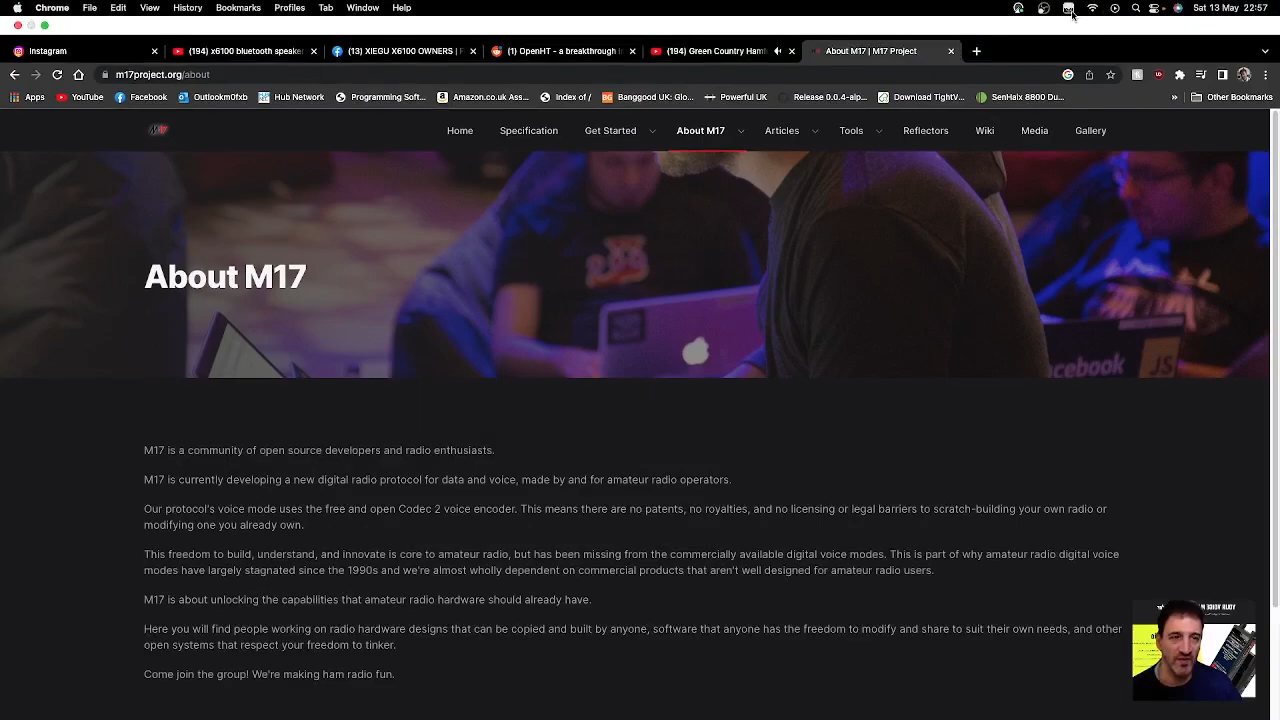 Chrome File Edit View History Bookmarks Profiles Tab Window Help Sat 13 May 22:57
Instagram (194) x6100 bluetooth speake (13) XIEGU X6100 OWNERS | F (1) OpenHT - a breakthrough i (194) Green Country Hamf About M17 | M17 Project
m17project.org/about
Apps YouTube Facebook OutlookmOfxb Hub Network Programming Soft... Amazon.co.uk Ass... Index of / Banggood UK: Glo... Powerful UK Release 0.0.4-alp... Download TightV... SenHaix 8800 Du... » Other Bookmarks
M17 Home Specification Get Started About M17 Articles Tools Reflectors Wiki Media Gallery
About M17
facebook JS
M17 is a community of open source developers and radio enthusiasts.
M17 is currently developing a new digital radio protocol for data and voice, made by and for amateur radio operators.
Our protocol's voice mode uses the free and open Codec 2 voice encoder. This means there are no patents, no royalties, and no licensing or legal barriers to scratch-building your own radio or
modifying one you already own.
This freedom to build, understand, and innovate is core to amateur radio, but has been missing from the commercially available digital voice modes. This is part of why amateur radio digital voice
modes have largely stagnated since the 1990s and we're almost wholly dependent on commercial products that aren't well designed for amateur radio users.
M17 is about unlocking the capabilities that amateur radio hardware should already have.
Here you will find people working on radio hardware designs that can be copied and built by anyone, software that anyone has the freedom to modify and share to suit their own needs, and other
open systems that respect your freedom to tinker.
Come join the group! We're making ham radio fun.